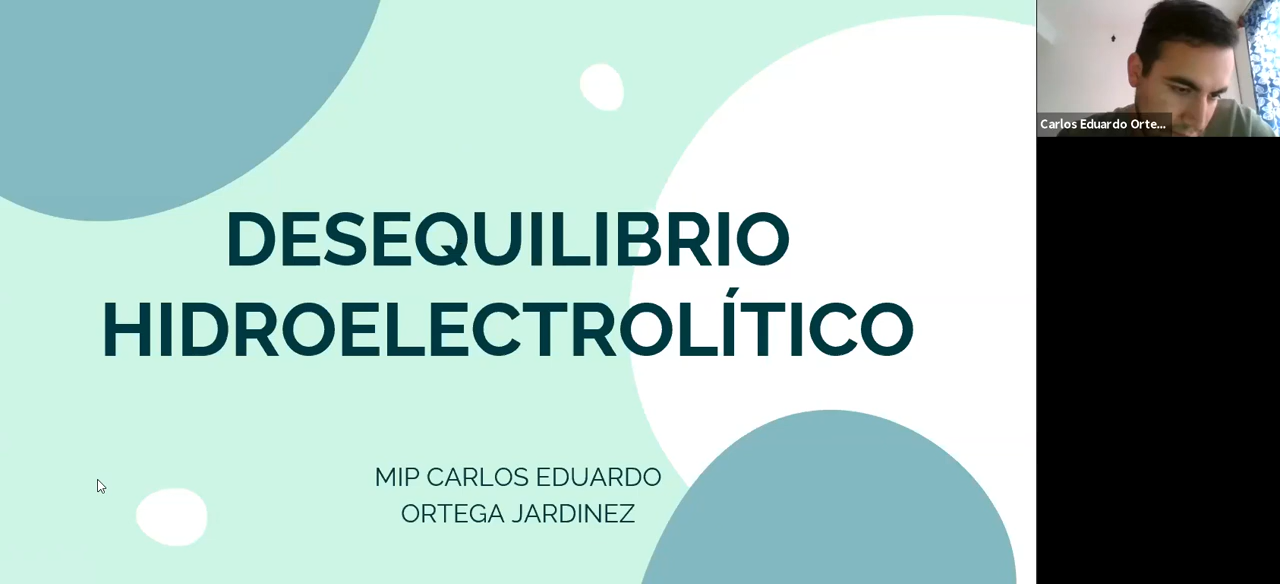 DESEQUILIBRIO
HIDROELECTROLÍTICO
MIP CARLOS EDUARDO
ORTEGA JARDINEZ
Carlos Eduardo Orte...